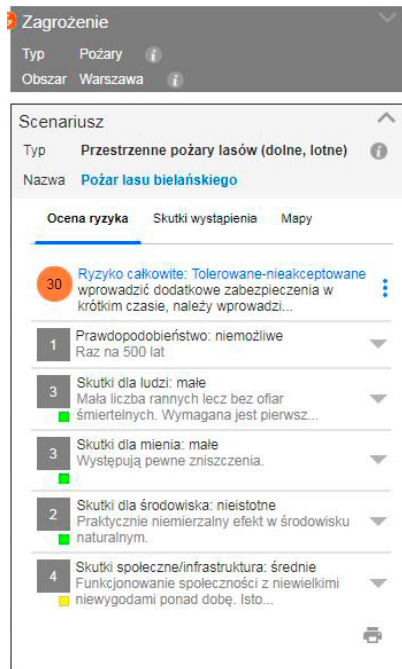 Zagrożenie
Typ Pożary i
Obszar Warszawa i
Scenariusz
Typ Przestrzenne pożary lasów (dolne, lotne) i
Nazwa Pożar lasu bielańskiego
Ocena ryzyka Skutki wystąpienia Mapy
30 Ryzyko całkowite: Tolerowane-nieakceptowane
wprowadzić dodatkowe zabezpieczenia w
krótkim czasie, należy wprowadzi...
1 Prawdopodobieństwo: niemożliwe
Raz na 500 lat
3 Skutki dla ludzi: małe
Mała liczba rannych lecz bez ofiar
śmiertelnych. Wymagana jest pierwsz...
3 Skutki dla mienia: małe
Występują pewne zniszczenia.
2 Skutki dla środowiska: nieistotne
Praktycznie niemierzalny efekt w środowisku
naturalnym.
4 Skutki społeczne/infrastruktura: średnie
Funkcjonowanie społeczności z niewielkimi
niewygodami ponad dobę. Isto...